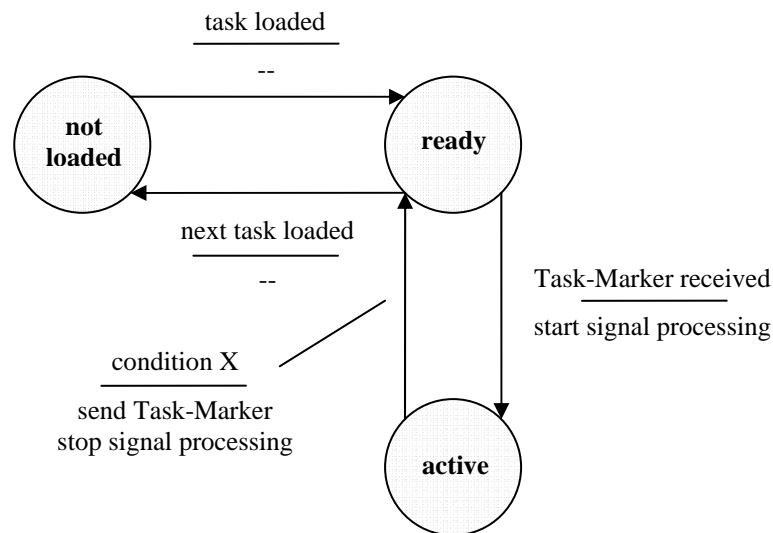 task loaded
--
not
loaded
ready
next task loaded
--
Task-Marker received
start signal processing
condition X
send Task-Marker
stop signal processing
active